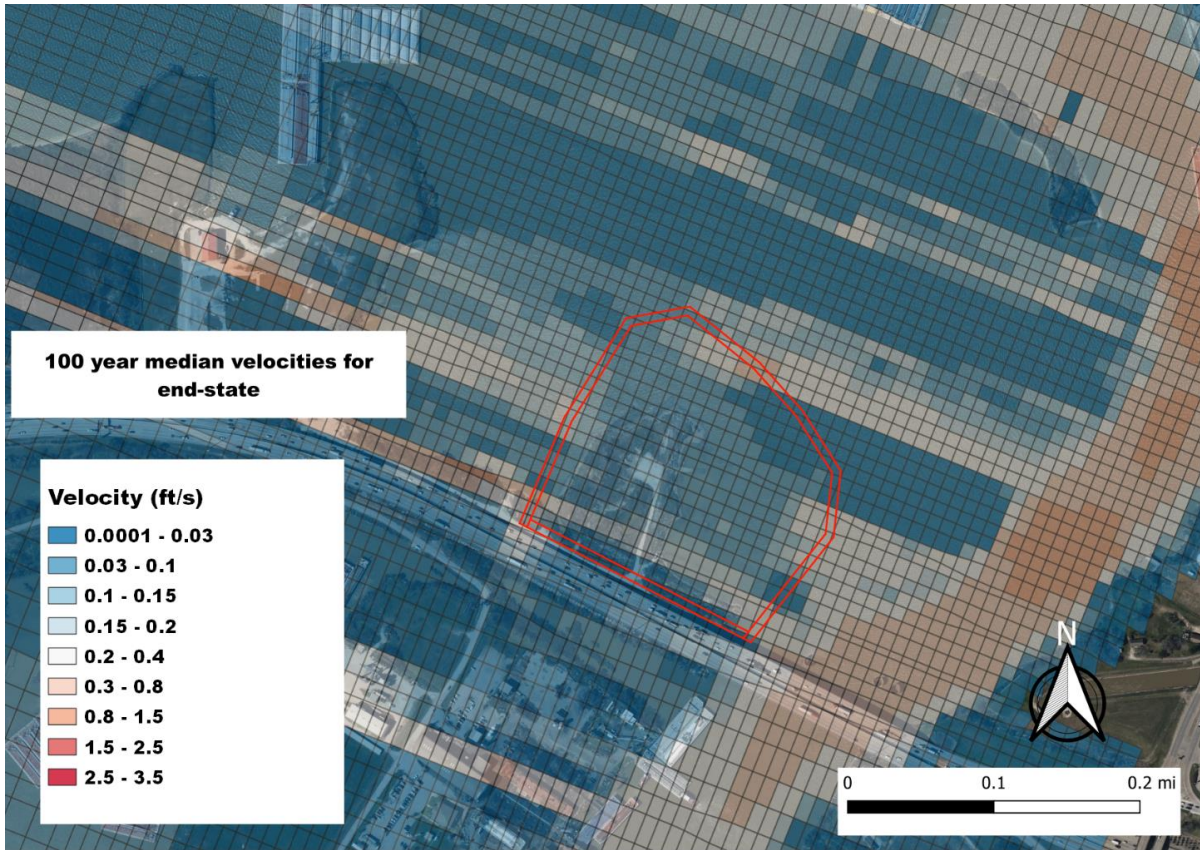 100 year median velocities for
end-state
Velocity (ft/s)
0.0001 - 0.03
0.03 - 0.1
0.1 - 0.15
0.15 - 0.2
0.2 - 0.4
0.3 - 0.8
0.8 - 1.5
1.5 - 2.5
2.5 - 3.5
N
0 0.1 0.2 mi